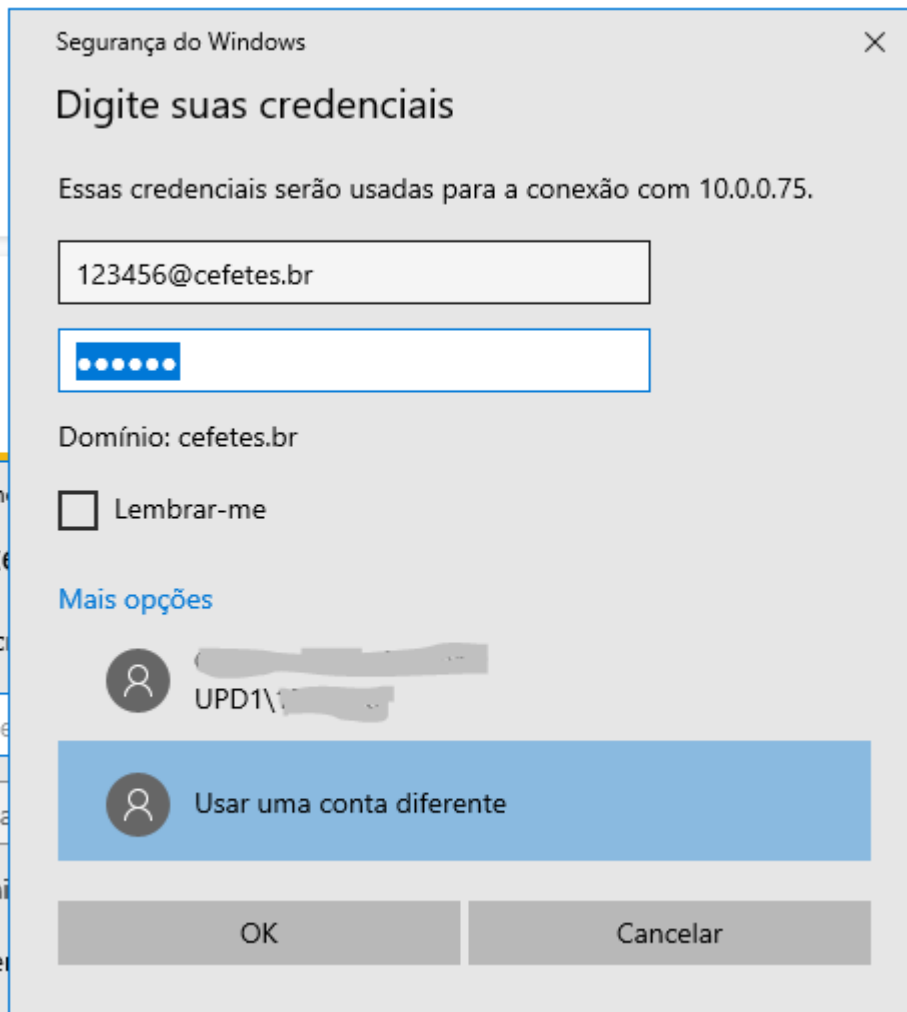 Segurança do Windows
Digite suas credenciais
Essas credenciais serão usadas para a conexão com 10.0.0.75.
123456@cefetes.br
••••••
Domínio: cefetes.br
Lembrar-me
Mais opções
UPD1\
Usar uma conta diferente
OK Cancelar